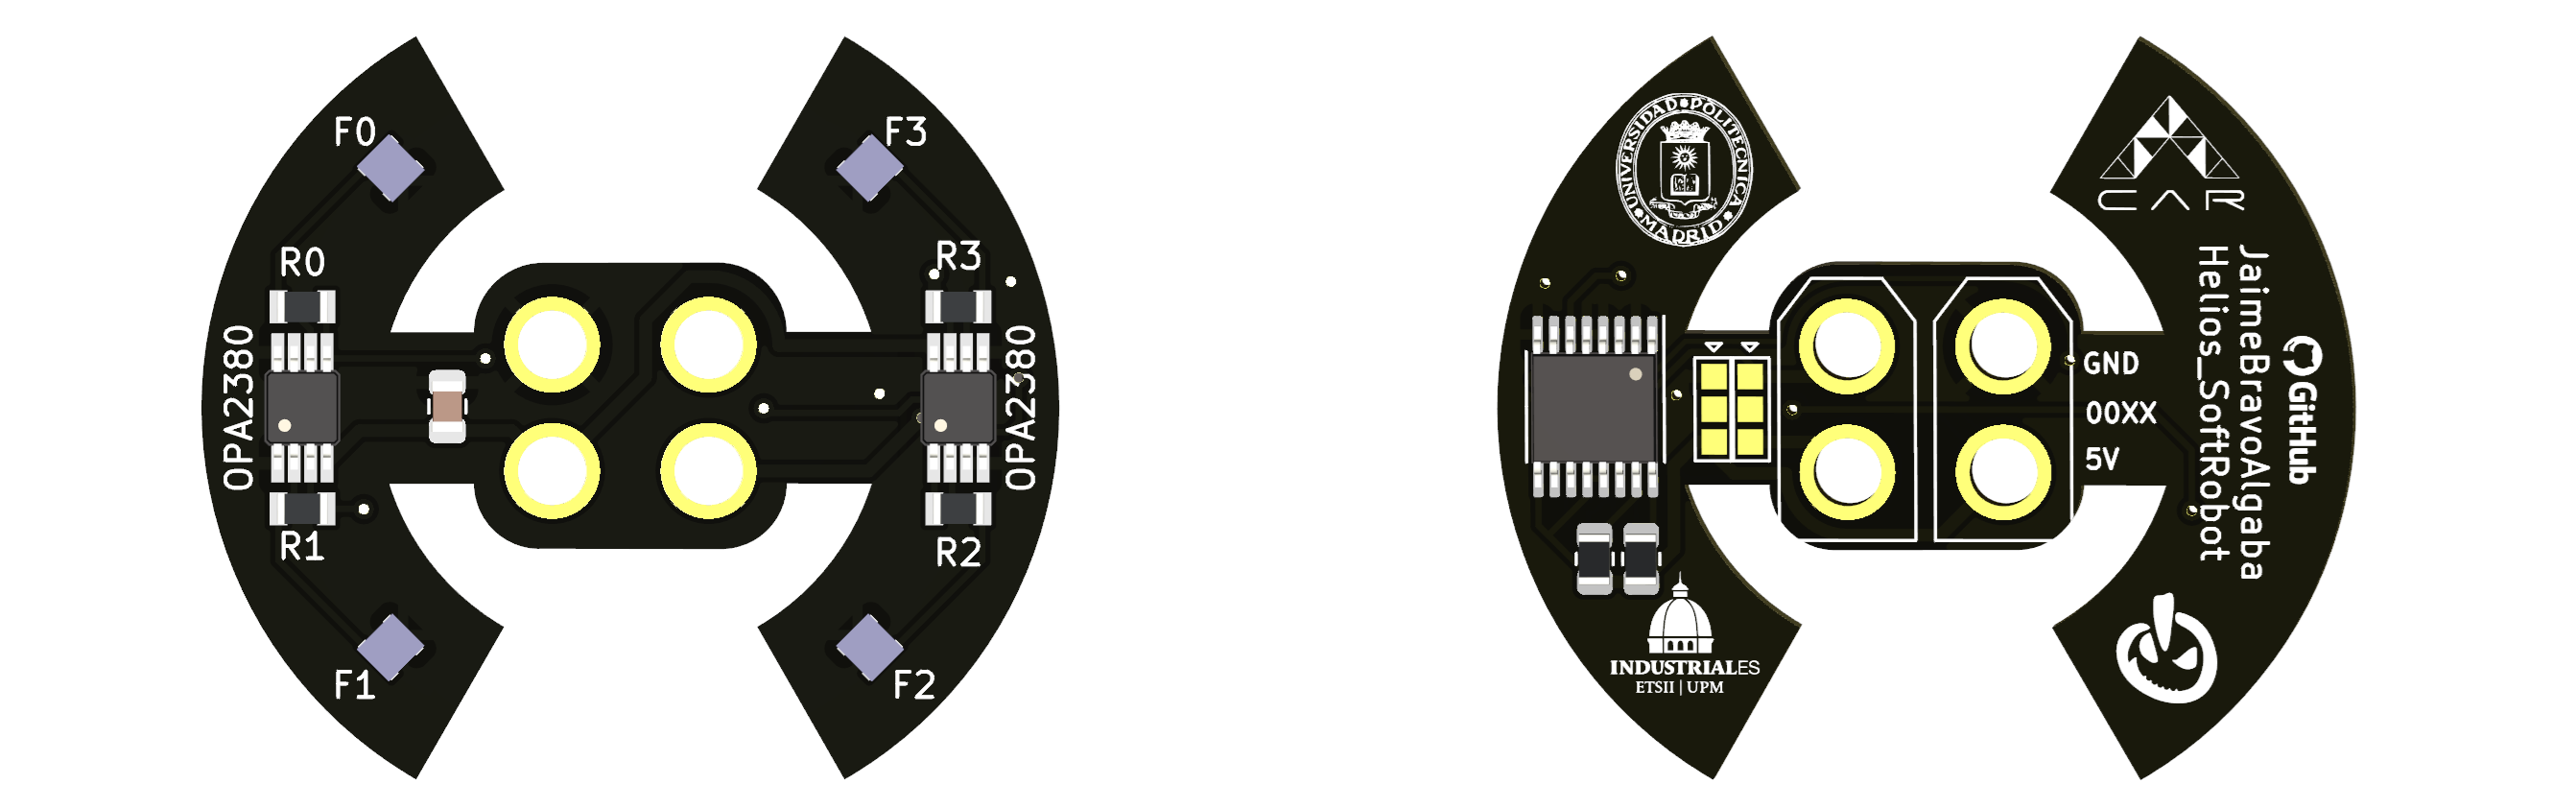 F0
F3
R0
R3
OPA2380
OPA2380
R1
R2
F1
F2
UNIVERSIDAD POLITECNICA
MADRID
CAR
JaimeBravoAlgaba
Helios_SoftRobot
GitHub
GND
00XX
5V
INDUSTRIALES
ETSII | UPM